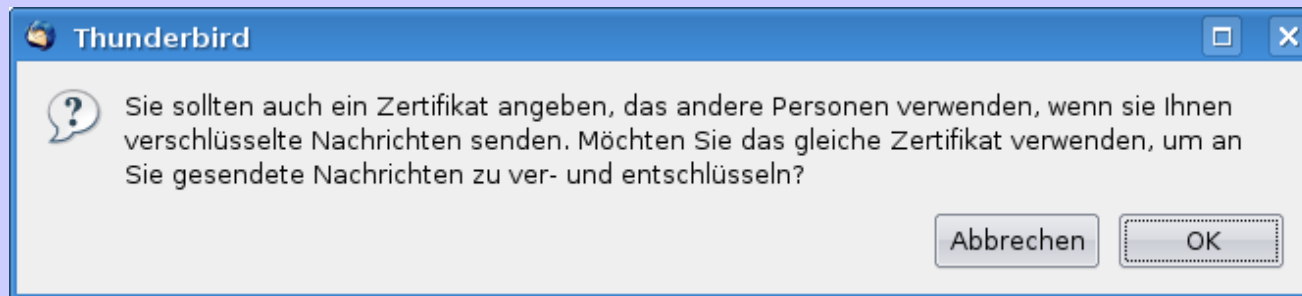 Thunderbird
Sie sollten auch ein Zertifikat angeben, das andere Personen verwenden, wenn sie Ihnen
verschlüsselte Nachrichten senden. Möchten Sie das gleiche Zertifikat verwenden, um an
Sie gesendete Nachrichten zu ver- und entschlüsseln?
Abbrechen
OK